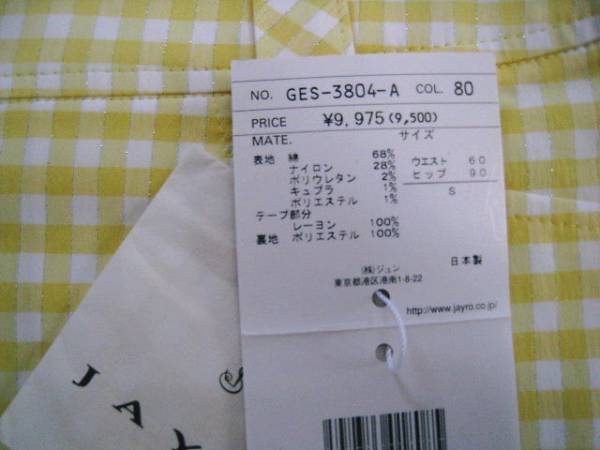 NO. GES-3804-A COL. 80
PRICE ¥9,975(9,500)
MATE. サイズ
表地 綿 68%
ナイロン 28%
ポリウレタン 2%
キュプラ 1%
ポリエステル 1%
ウエスト 60
ヒップ 90
S
テープ部分
レーヨン 100%
裏地 ポリエステル 100%
日本製
(株)ジュン
東京都港区港南1-8-22
http://www.jayro.co.jp/
JAY